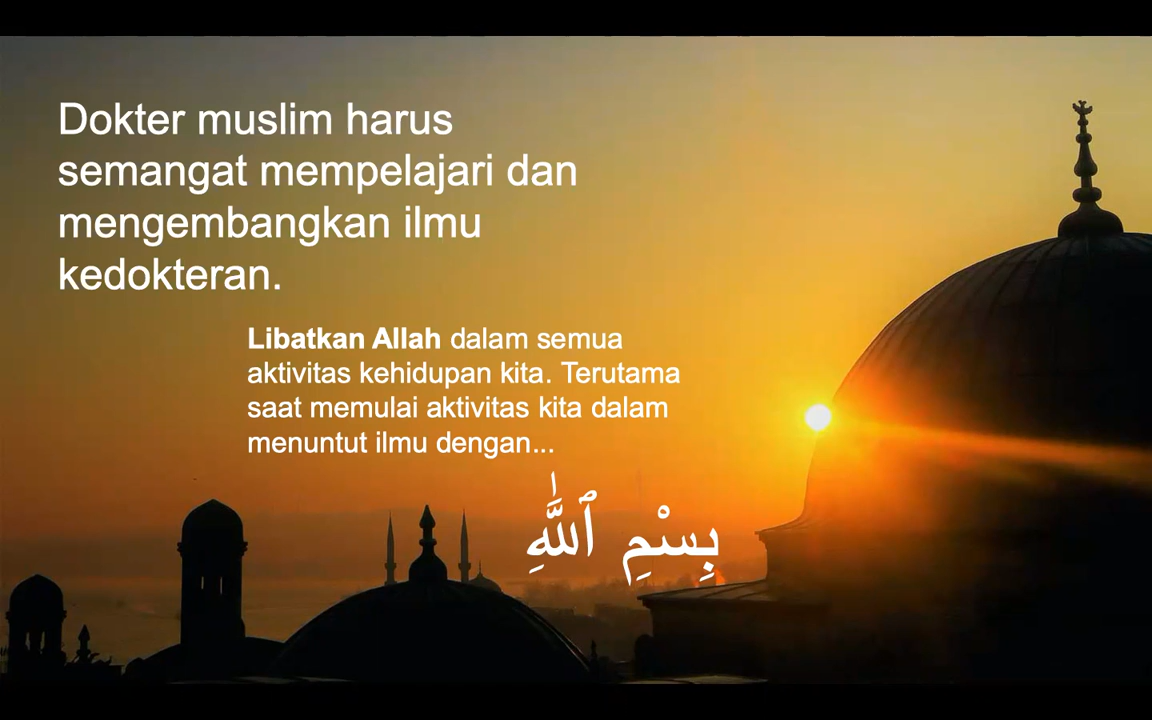 Dokter muslim harus
semangat mempelajari dan
mengembangkan ilmu
kedokteran.
Libatkan Allah dalam semua
aktivitas kehidupan kita. Terutama
saat memulai aktivitas kita dalam
menuntut ilmu dengan...
بِسْمِ ٱللَّٰهِ